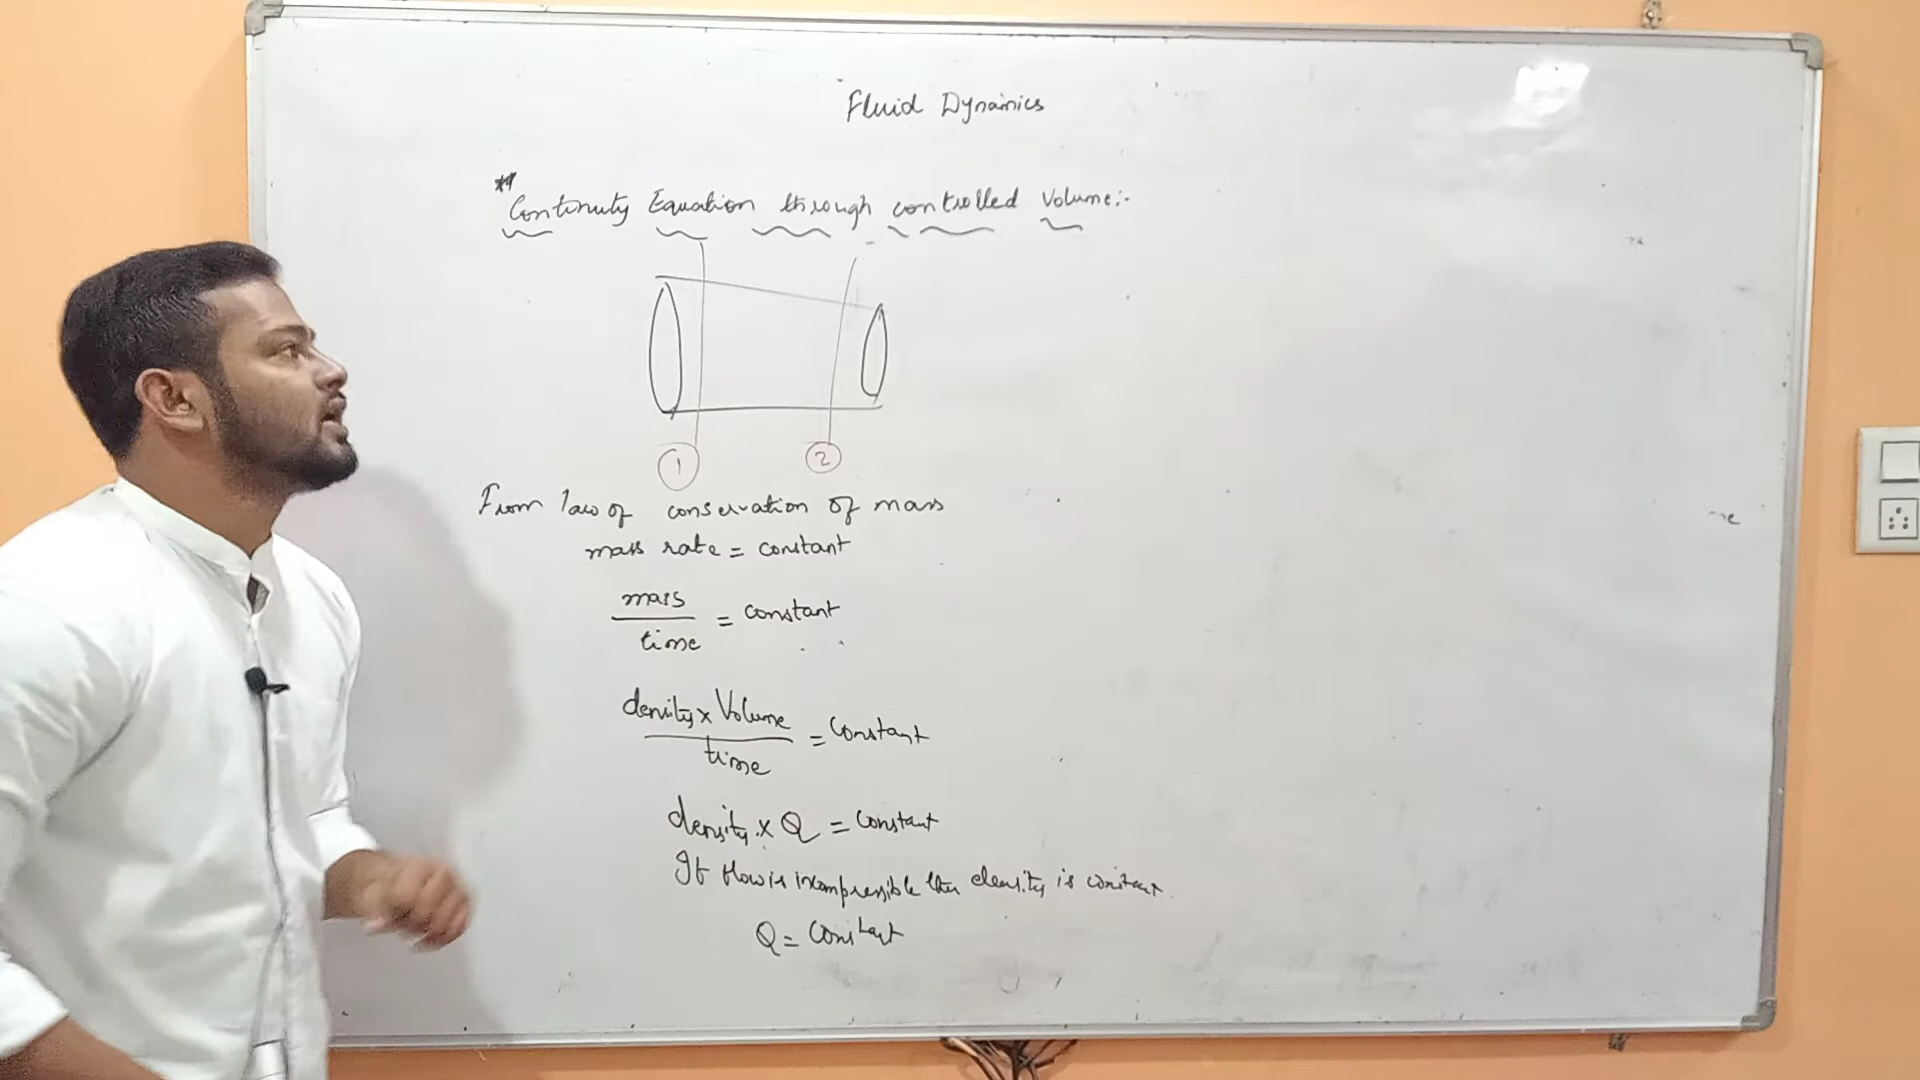 Fluid Dynamics
** Continuty Equation through controlled Volume:-
1 2
From law of conservation of mass
mass rate = constant
mass
time = constant
density x Volume
time = constant
density x Q = constant
If flow is incompressible then density is constant.
Q = constant